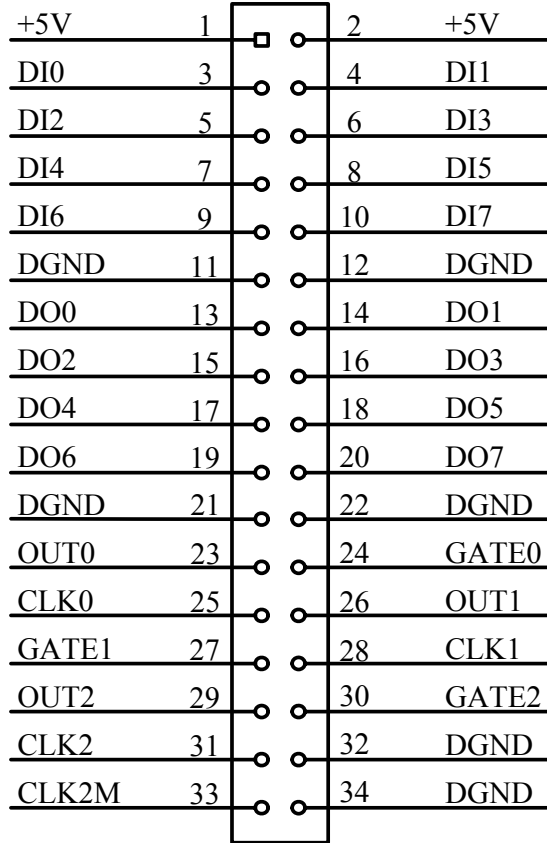 +5V 1 2 +5V
DI0 3 4 DI1
DI2 5 6 DI3
DI4 7 8 DI5
DI6 9 10 DI7
DGND 11 12 DGND
DO0 13 14 DO1
DO2 15 16 DO3
DO4 17 18 DO5
DO6 19 20 DO7
DGND 21 22 DGND
OUT0 23 24 GATE0
CLK0 25 26 OUT1
GATE1 27 28 CLK1
OUT2 29 30 GATE2
CLK2 31 32 DGND
CLK2M 33 34 DGND